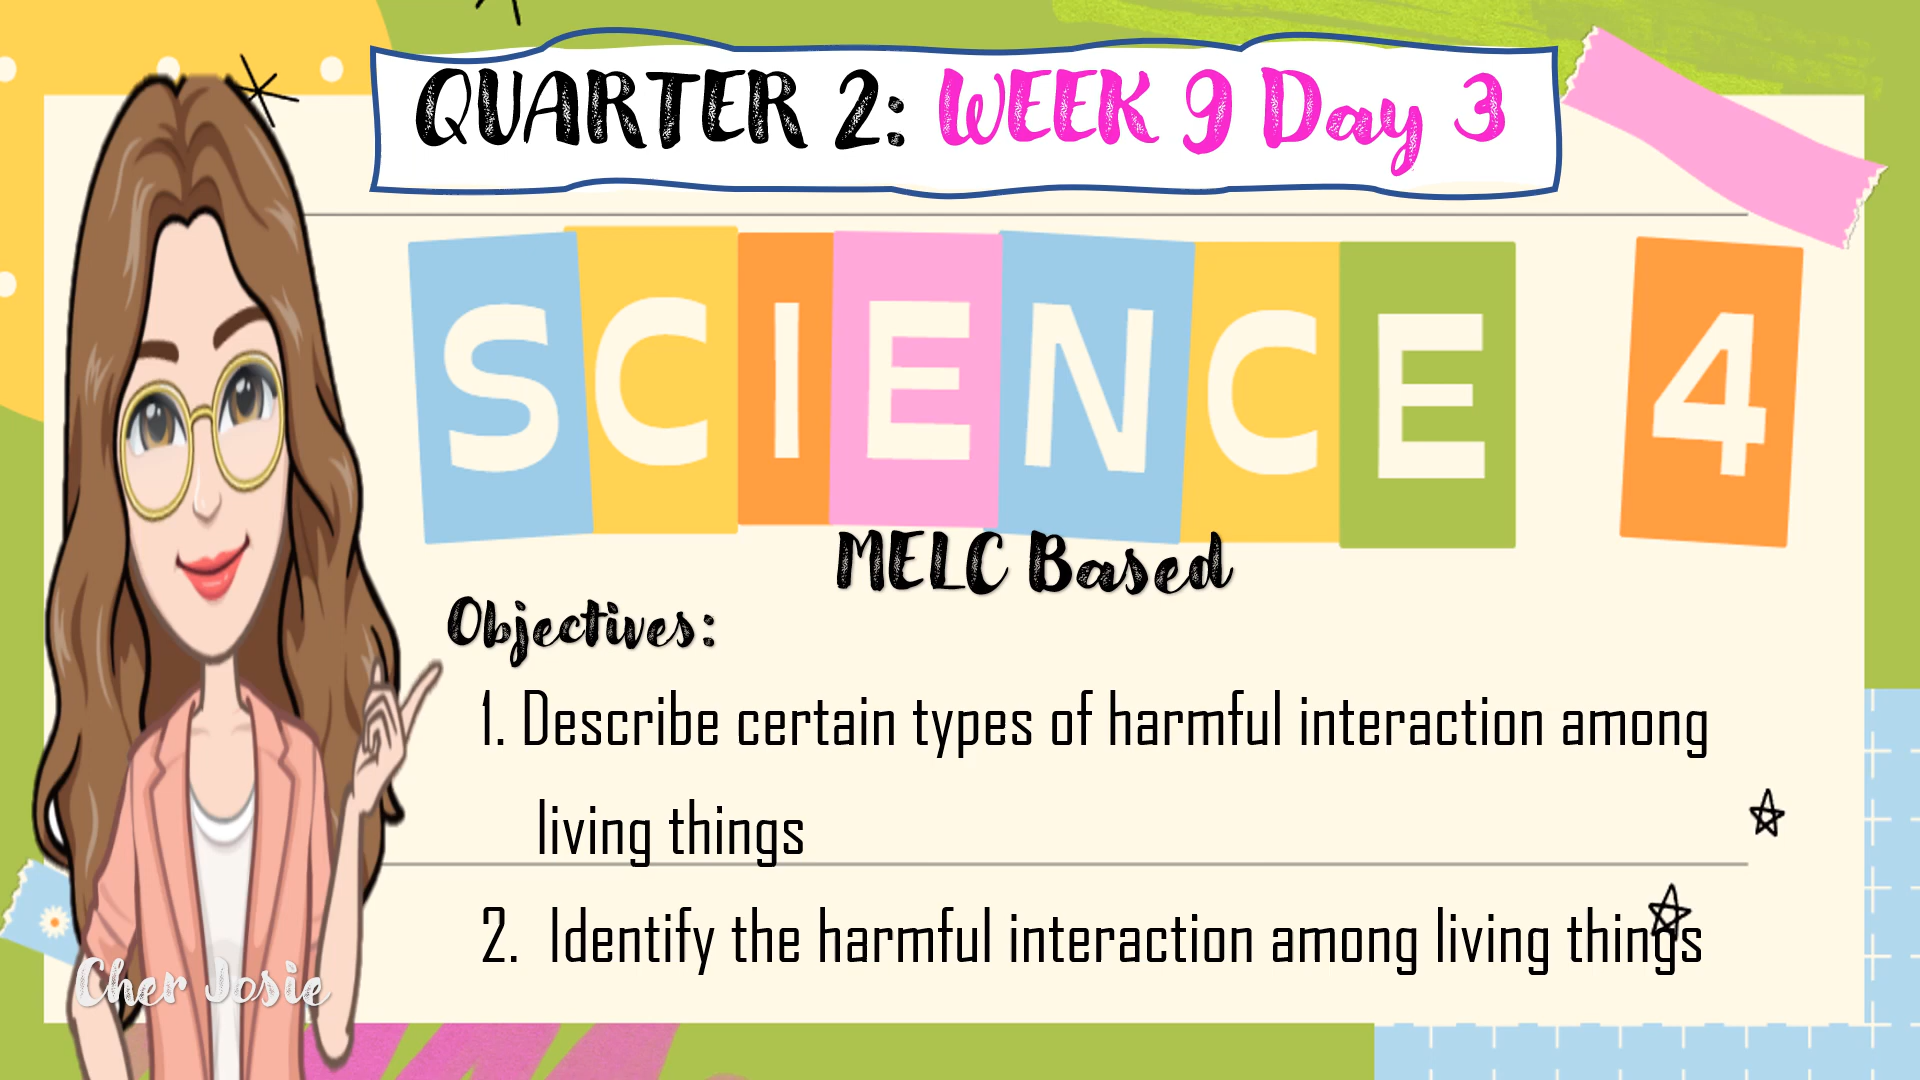 QUARTER 2: WEEK 9 Day 3
SCIENCE 4
MELC Based
Objectives:
1. Describe certain types of harmful interaction among
living things
2. Identify the harmful interaction among living things
Cher Josie